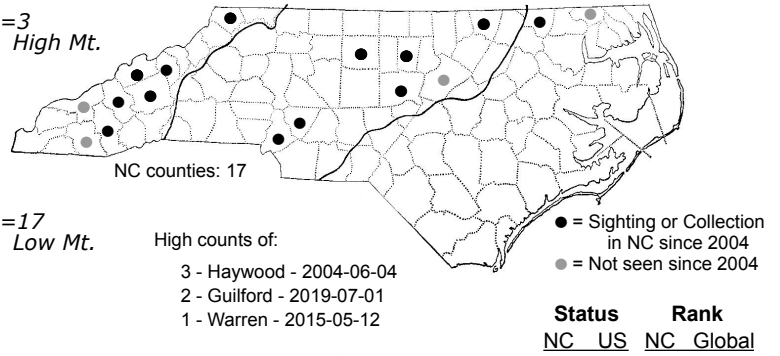 =3
High Mt.
NC counties: 17
=17
Low Mt.
High counts of:
3 - Haywood - 2004-06-04
2 - Guilford - 2019-07-01
1 - Warren - 2015-05-12
= Sighting or Collection
in NC since 2004
= Not seen since 2004
Status Rank
NC US NC Global